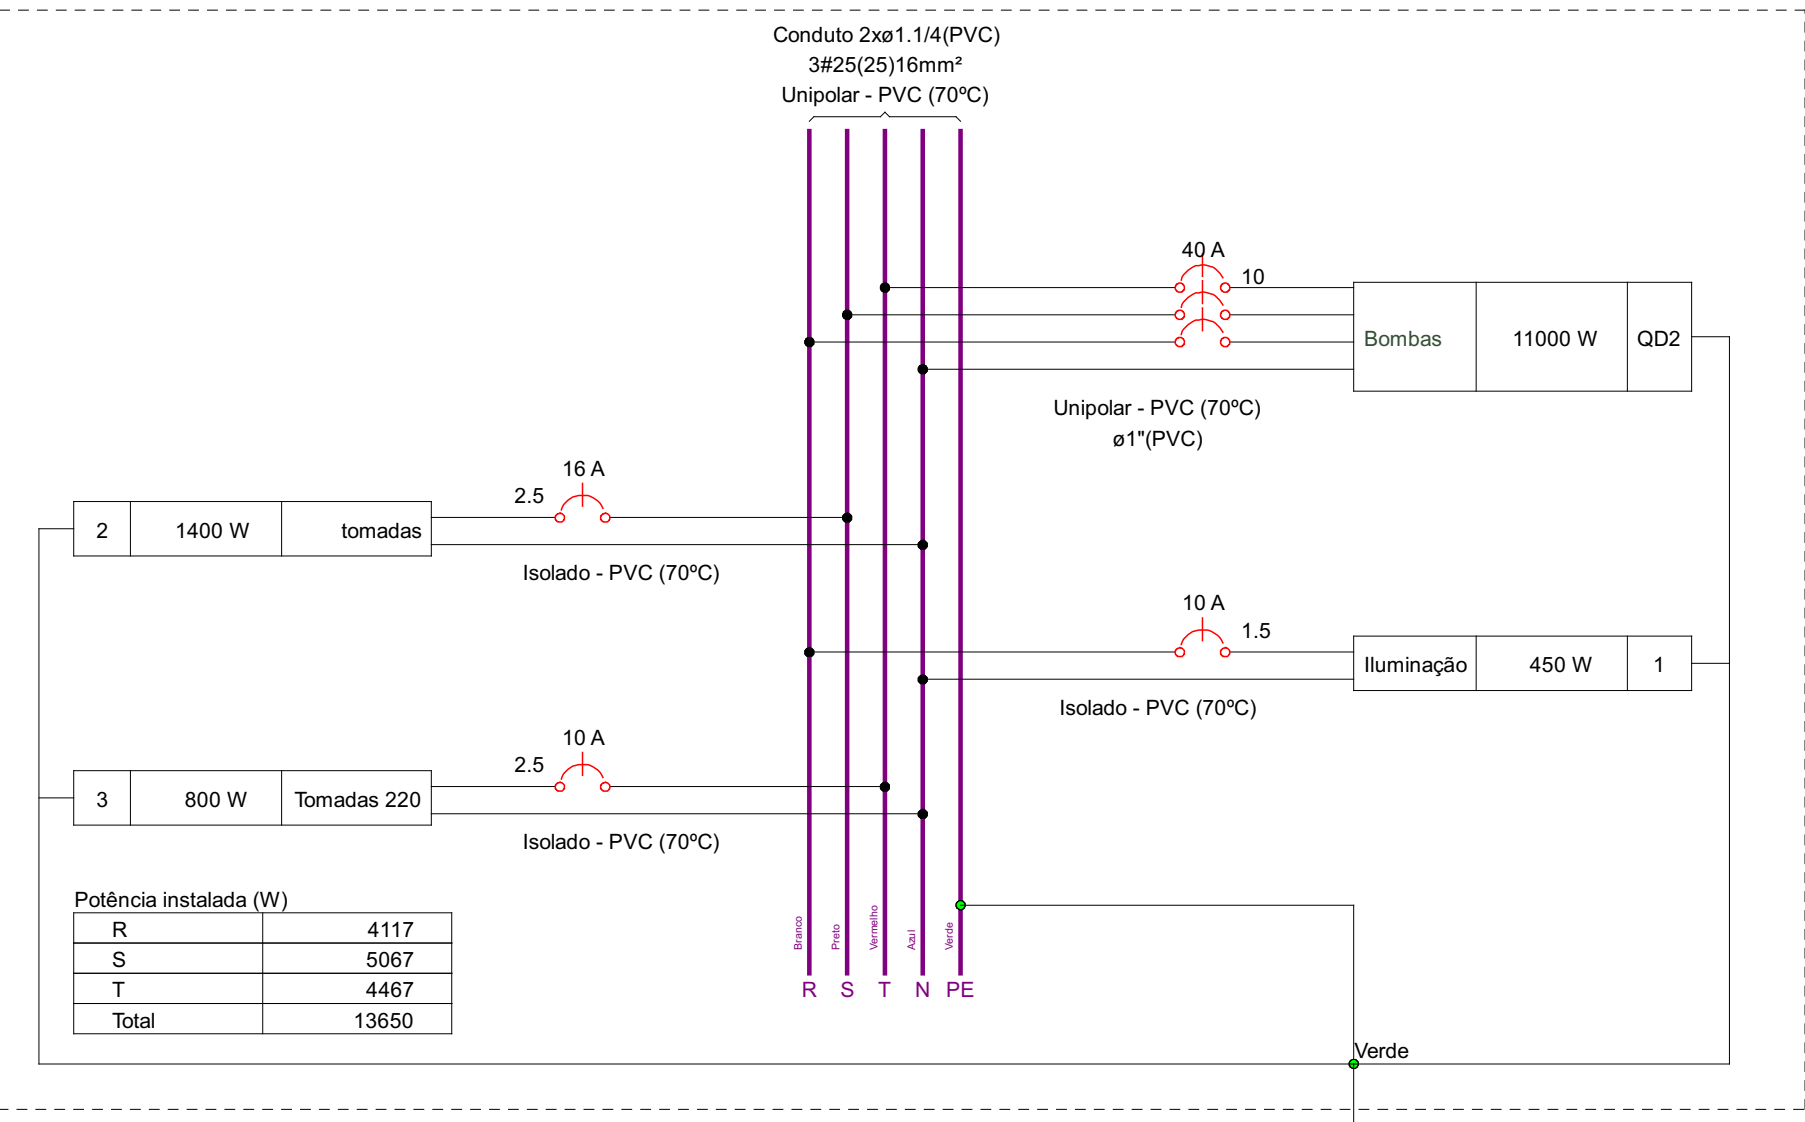 Conduto 2xø1.1/4(PVC)
3#25(25)16mm²
Unipolar - PVC (70ºC)
40 A
10
Bombas 11000 W QD2
Unipolar - PVC (70ºC)
ø1"(PVC)
16 A
2.5
2 1400 W tomadas
Isolado - PVC (70ºC)
10 A
1.5
Iluminação 450 W 1
Isolado - PVC (70ºC)
10 A
2.5
3 800 W Tomadas 220
Isolado - PVC (70ºC)
Potência instalada (W)
R 4117
S 5067
T 4467
Total 13650
Branco
Preto
Vermelho
Azul
Verde
R S T N PE
Verde